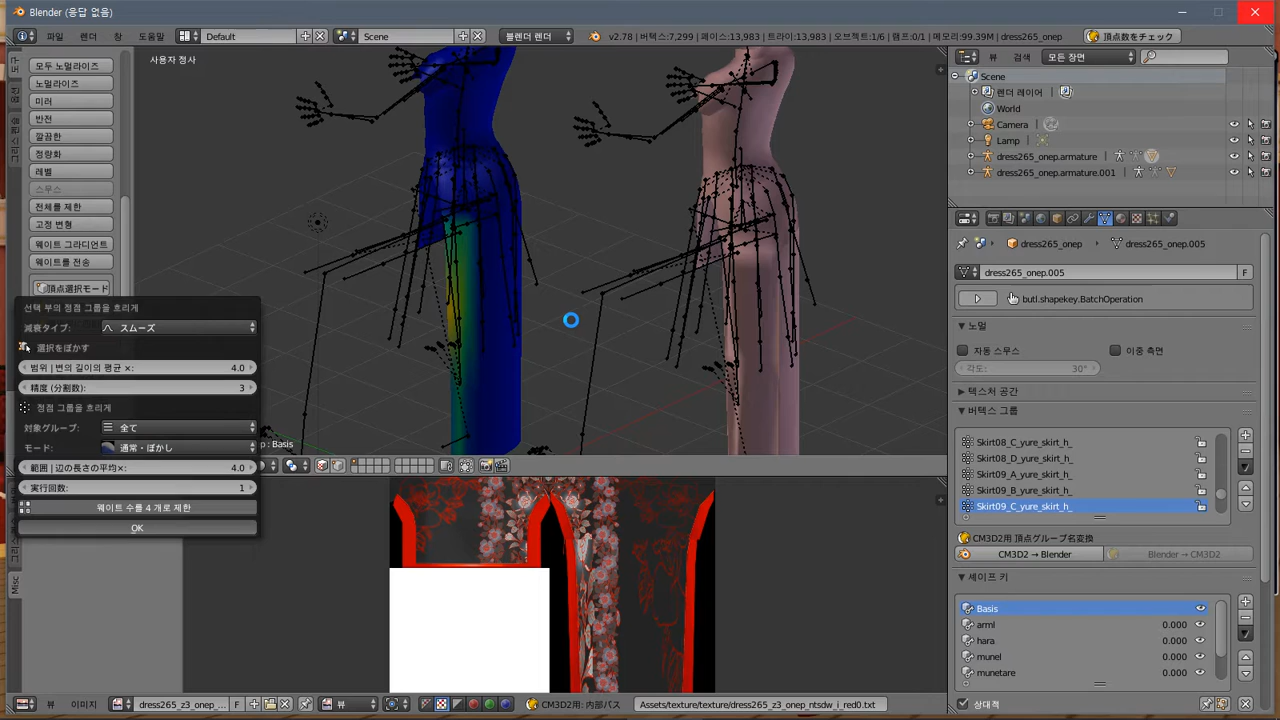 Blender (응답 없음)
파일 렌더 창 도움말 Default Scene 블렌더 렌더 v2.78 | 버텍스:7,299 | 페이스:13,983 | 트라이:13,983 | 오브젝트:1/6 | 램프:0/1 | 메모리:99.39M | dress265_onep 頂点数をチェック
사용자 정사
모두 노멀라이즈
노멀라이즈
미러
반전
깔끔한
정량화
레벨
스무스
전체를 제한
고정 변형
웨이트 그라디언트
웨이트를 전송
頂点選択モード
선택 부의 정점 그룹을 흐리게
減衰タイプ: スムーズ
選択をぼかす
범위 | 변의 길이의 평균 ×: 4.0
精度 (分割数): 3
정점 그룹을 흐리게
対象グループ: 全て
モード: 通常・ぼかし
範囲 | 辺の長さの平均×: 4.0
実行回数: 1
웨이트 수를 4 개로 제한
OK
p : Basis
Misc
뷰 이미지 dress265_z3_onep_... F 뷰 CM3D2用: 内部パス Assets/texture/texture/dress265_z3_onep_ntsdw_i_red0.txt
뷰 검색 모든 장면
Scene
렌더 레이어
World
Camera
Lamp
dress265_onep.armature
dress265_onep.armature.001
dress265_onep dress265_onep.005
dress265_onep.005 F
butl.shapekey.BatchOperation
노멀
자동 스무스 이중 측면
각도: 30°
텍스처 공간
버텍스 그룹
Skirt08_C_yure_skirt_h_
Skirt08_D_yure_skirt_h_
Skirt09_A_yure_skirt_h_
Skirt09_B_yure_skirt_h_
Skirt09_C_yure_skirt_h_
CM3D2用 頂点グループ名変換
CM3D2 → Blender Blender → CM3D2
셰이프 키
Basis
arml 0.000
hara 0.000
munel 0.000
munetare 0.000
상대적